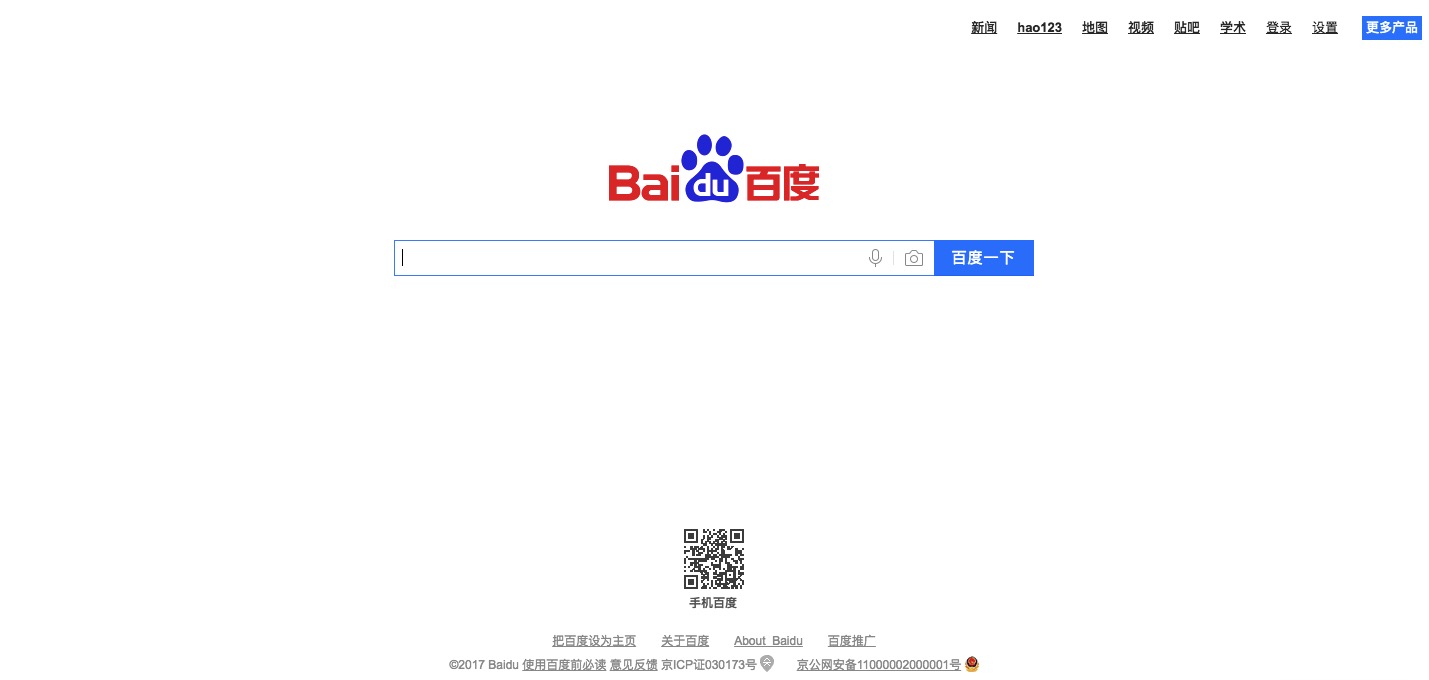 新闻 hao123 地图 视频 贴吧 学术 登录 设置 更多产品
Bai du 百度
百度一下
手机百度
把百度设为主页 关于百度 About Baidu 百度推广
©2017 Baidu 使用百度前必读 意见反馈 京ICP证030173号 京公网安备11000002000001号